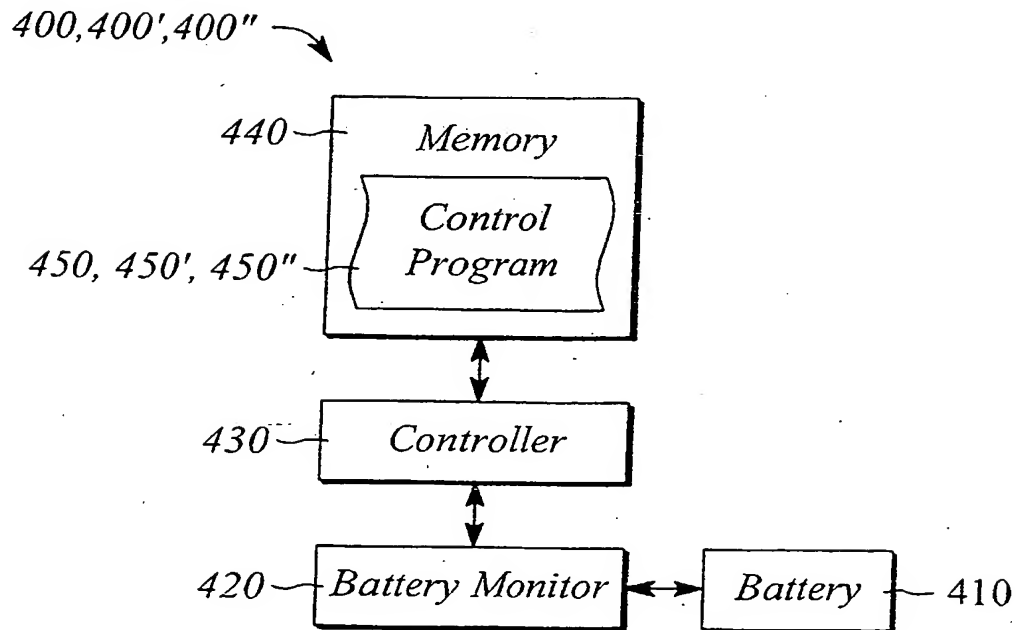 400,400',400"
440
Memory
Control
Program
450, 450', 450"
430
Controller
420
Battery Monitor
Battery
410